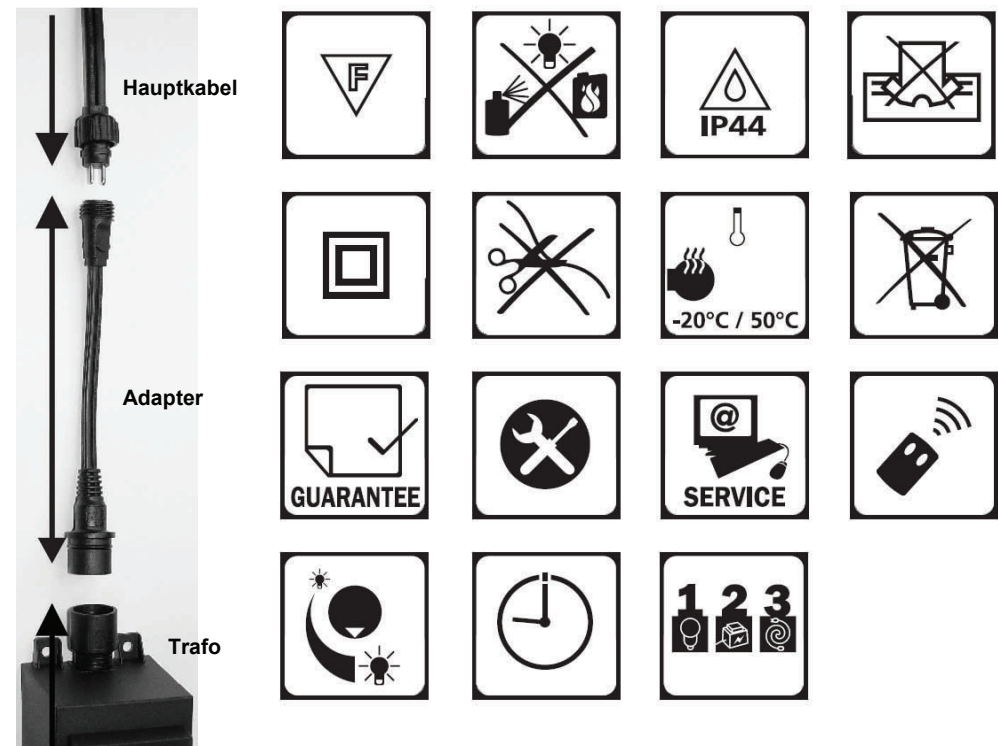 Hauptkabel
F
IP44
-20°C / 50°C
Adapter
GUARANTEE
@
SERVICE
Trafo
1 2 3